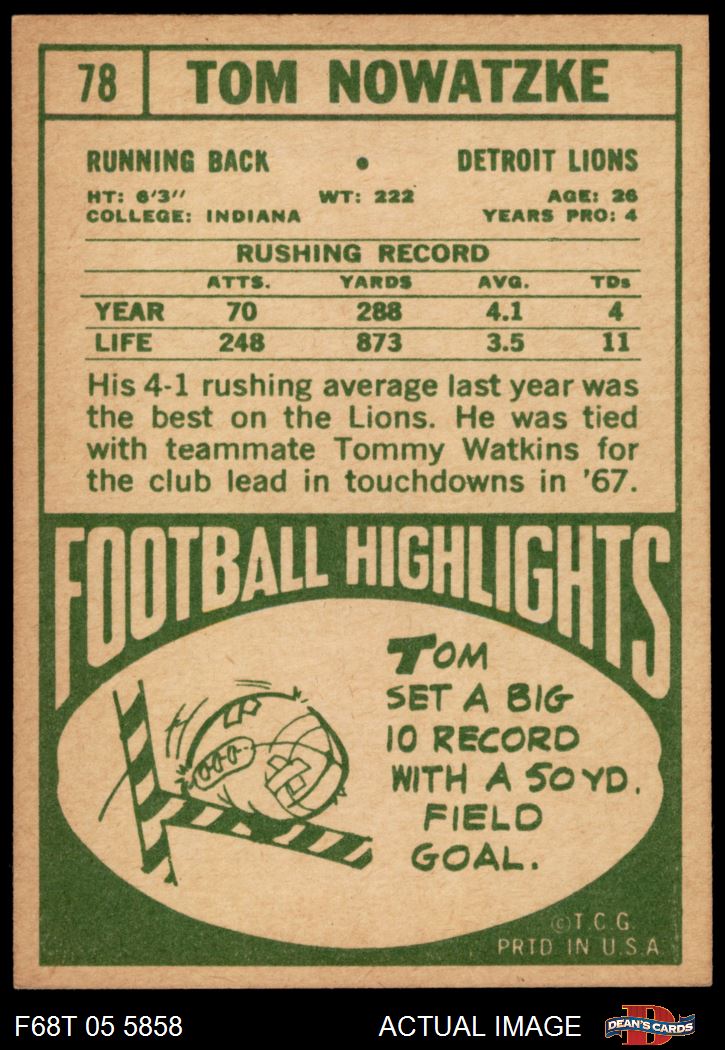 78 TOM NOWATZKE
RUNNING BACK • DETROIT LIONS
HT: 6'3" WT: 222 AGE: 26
COLLEGE: INDIANA YEARS PRO: 4
RUSHING RECORD
ATTS. YARDS AVG. TDs
YEAR 70 288 4.1 4
LIFE 248 873 3.5 11
His 4-1 rushing average last year was
the best on the Lions. He was tied
with teammate Tommy Watkins for
the club lead in touchdowns in '67.
FOOTBALL HIGHLIGHTS
TOM
SET A BIG
10 RECORD
WITH A 50 YD.
FIELD
GOAL.
©T.C.G.
PRTD IN U.S.A
F68T 05 5858 ACTUAL IMAGE
D
DEAN'S CARDS